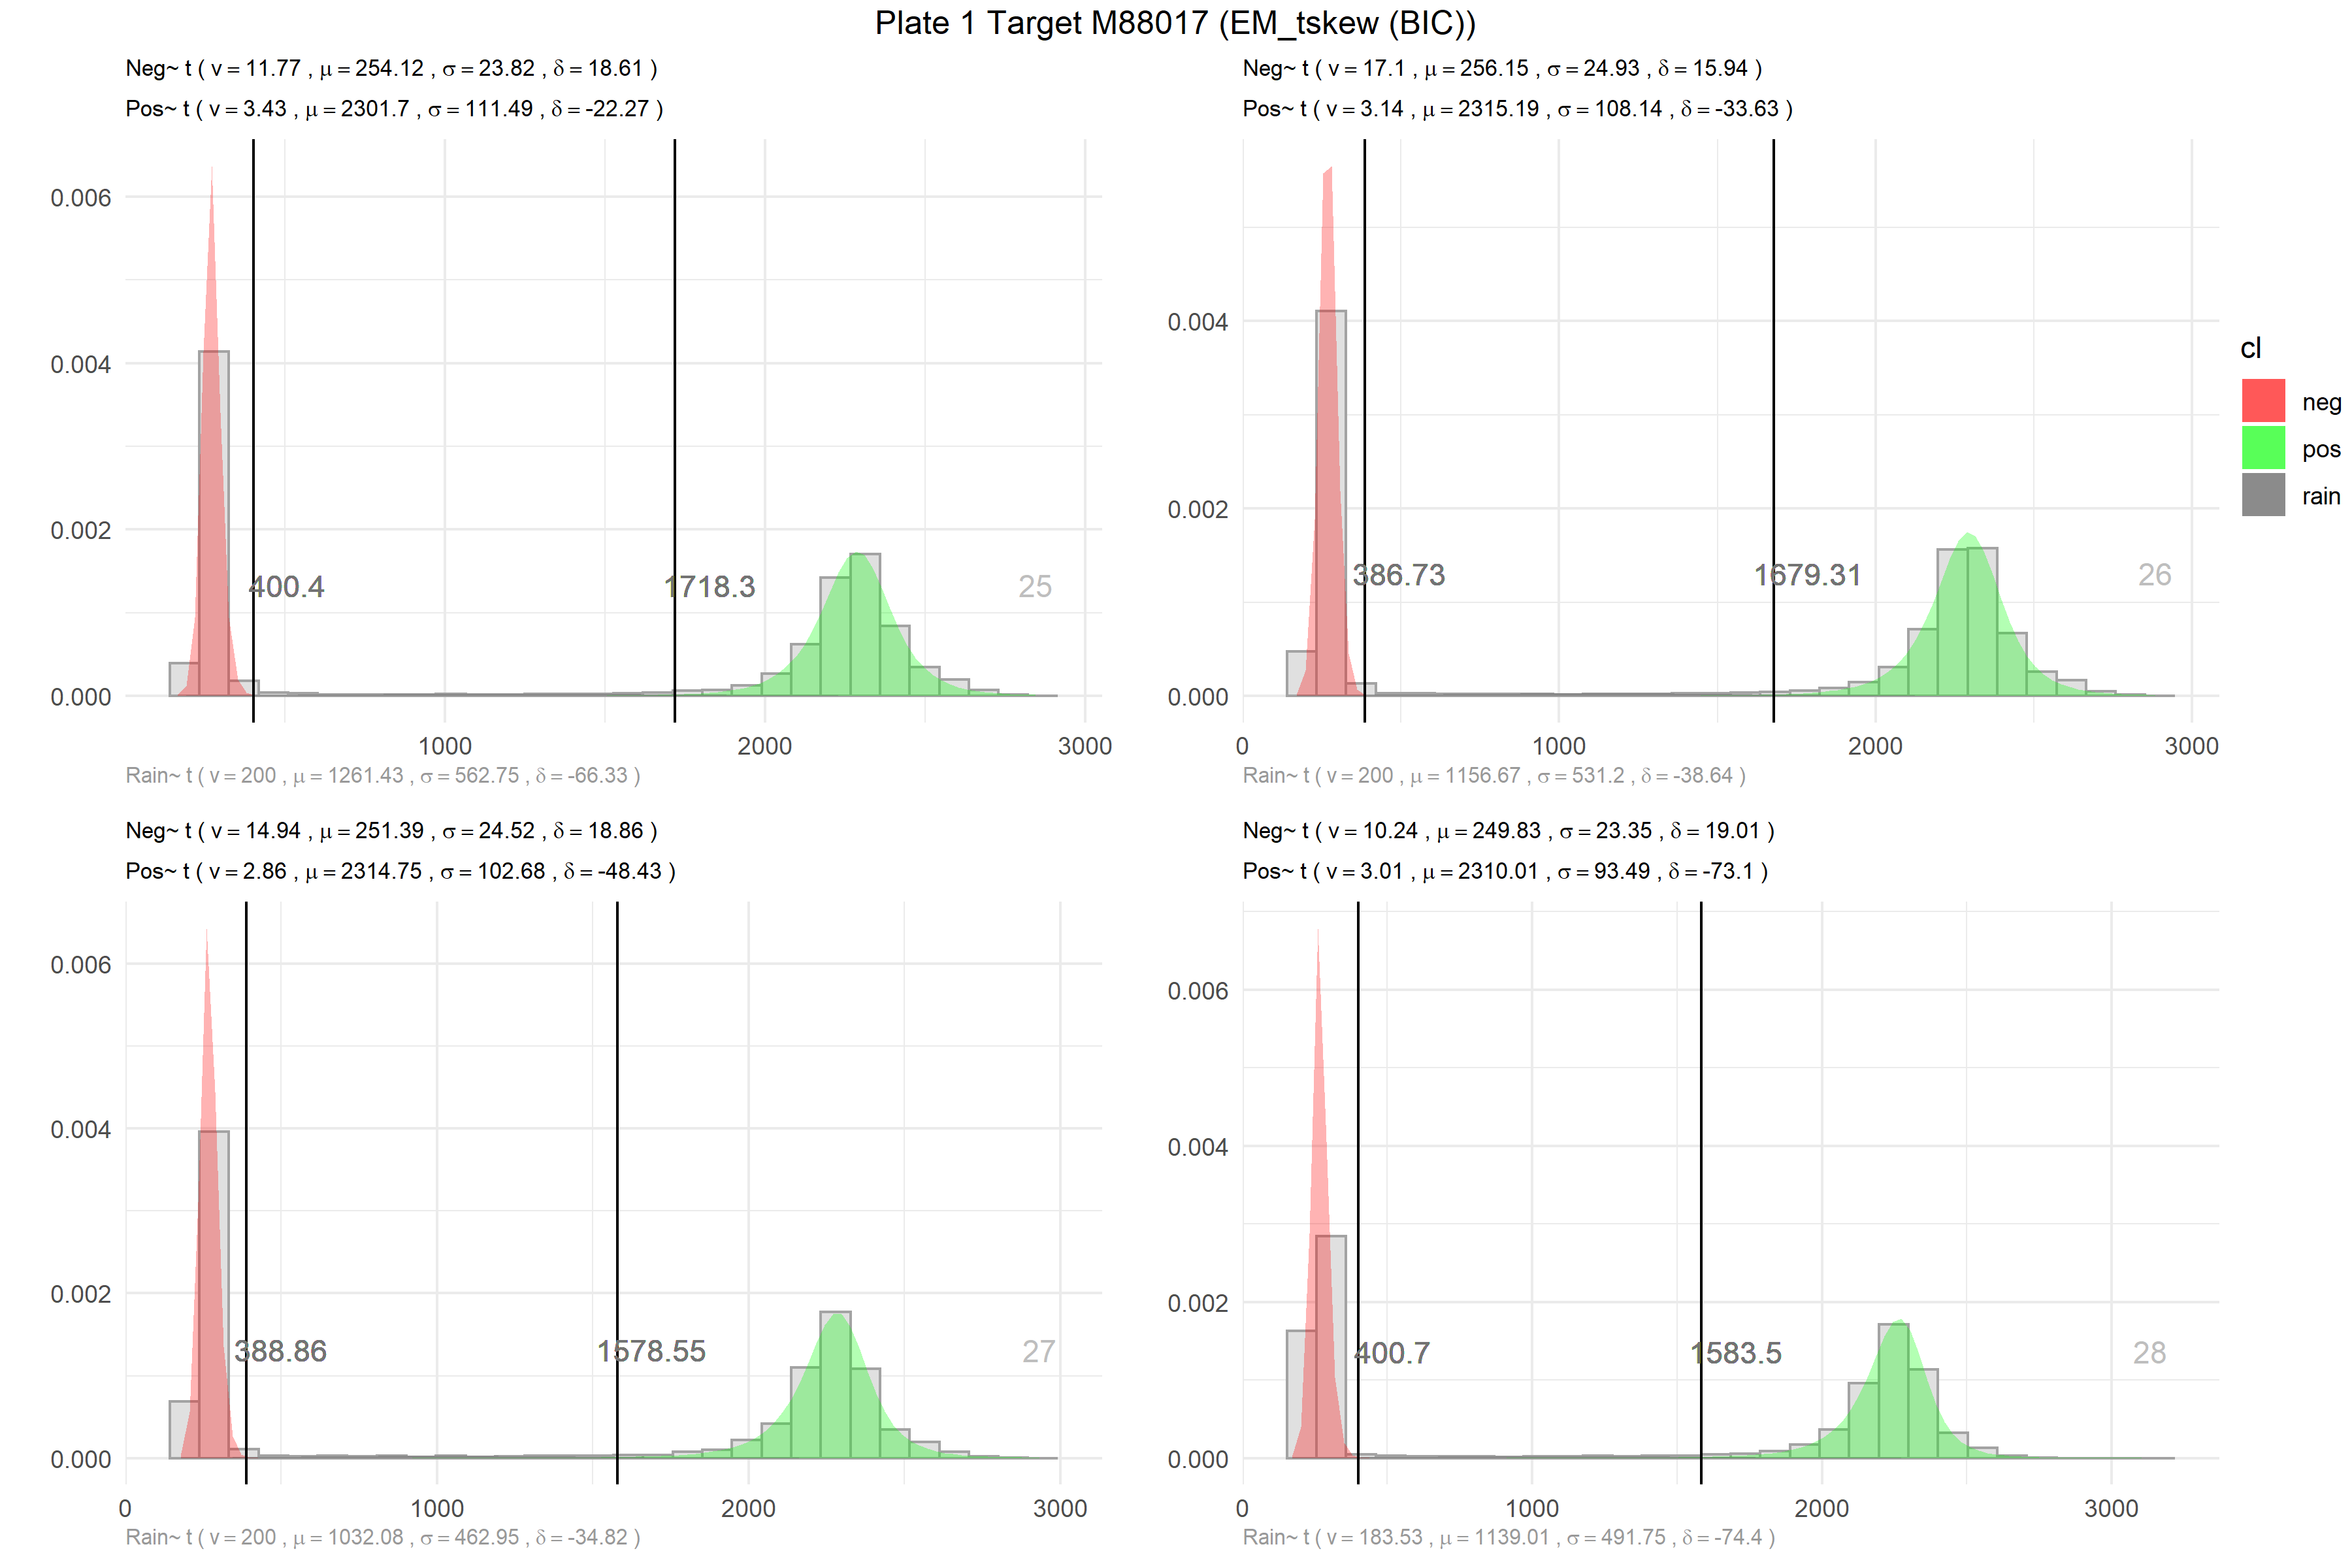 Plate 1 Target M88017 (EM_tskew (BIC))
Neg~ t ( v = 11.77 , μ = 254.12 , σ = 23.82 , δ = 18.61 )
Pos~ t ( v = 3.43 , μ = 2301.7 , σ = 111.49 , δ = -22.27 )
0.006
0.004
0.002
0.000
400.4
1718.3
25
1000
2000
3000
Rain~ t ( v = 200 , μ = 1261.43 , σ = 562.75 , δ = -66.33 )
Neg~ t ( v = 17.1 , μ = 256.15 , σ = 24.93 , δ = 15.94 )
Pos~ t ( v = 3.14 , μ = 2315.19 , σ = 108.14 , δ = -33.63 )
0.004
0.002
0.000
386.73
1679.31
26
0
1000
2000
3000
Rain~ t ( v = 200 , μ = 1156.67 , σ = 531.2 , δ = -38.64 )
cl
neg
pos
rain
Neg~ t ( v = 14.94 , μ = 251.39 , σ = 24.52 , δ = 18.86 )
Pos~ t ( v = 2.86 , μ = 2314.75 , σ = 102.68 , δ = -48.43 )
0.006
0.004
0.002
0.000
388.86
1578.55
27
0
1000
2000
3000
Rain~ t ( v = 200 , μ = 1032.08 , σ = 462.95 , δ = -34.82 )
Neg~ t ( v = 10.24 , μ = 249.83 , σ = 23.35 , δ = 19.01 )
Pos~ t ( v = 3.01 , μ = 2310.01 , σ = 93.49 , δ = -73.1 )
0.006
0.004
0.002
0.000
400.7
1583.5
28
0
1000
2000
3000
Rain~ t ( v = 183.53 , μ = 1139.01 , σ = 491.75 , δ = -74.4 )